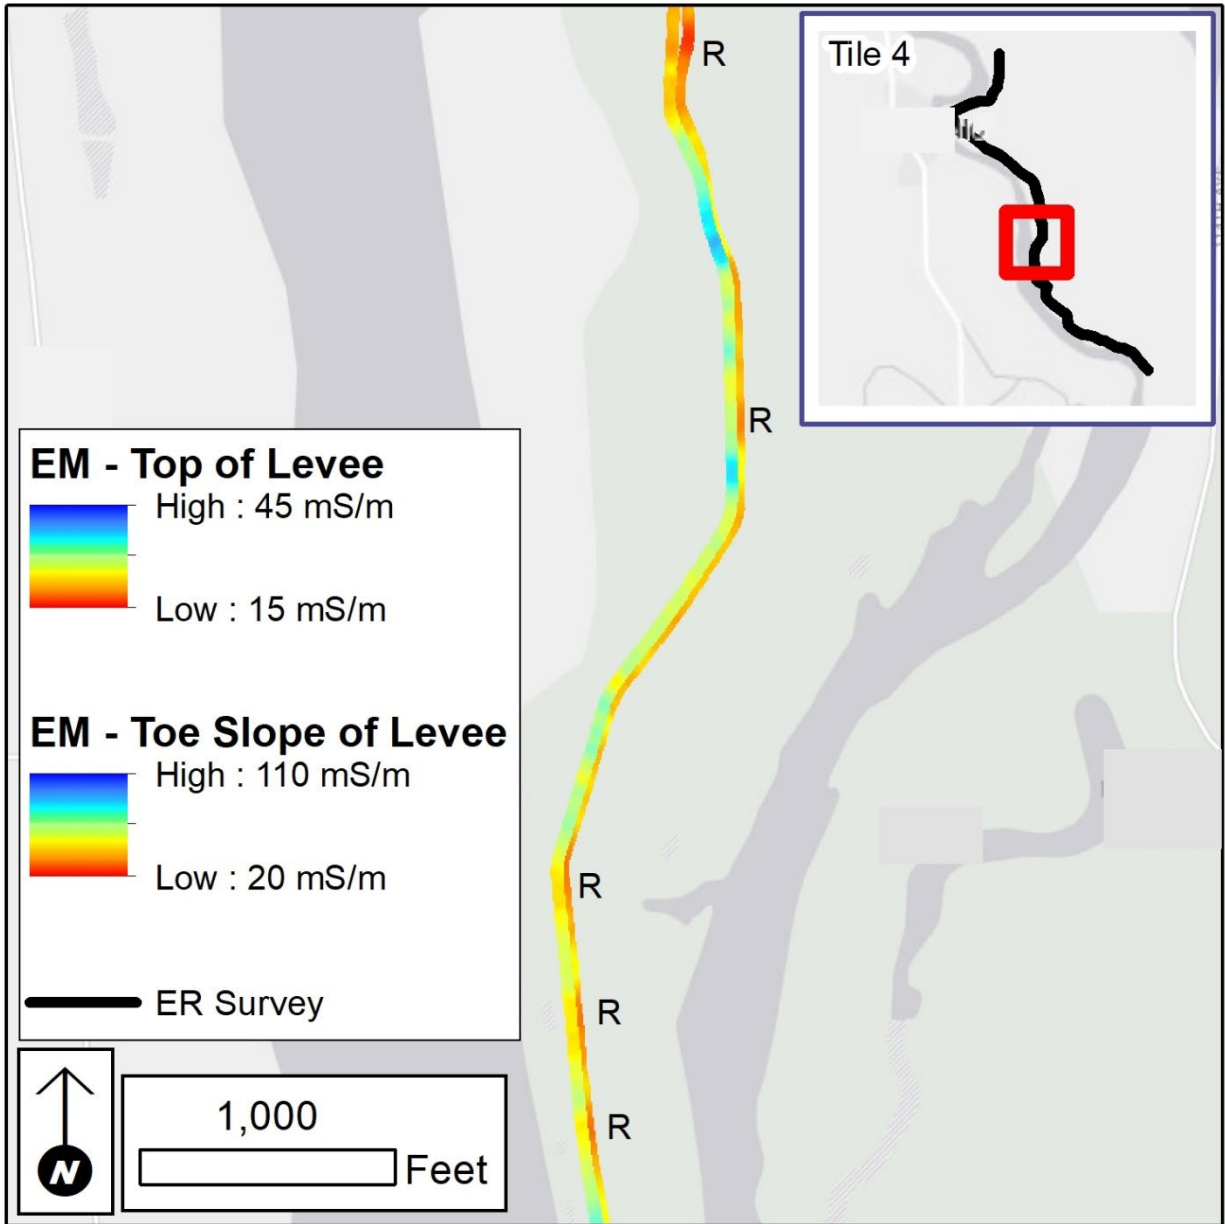 R
Tile 4
R
EM - Top of Levee
High : 45 mS/m
Low : 15 mS/m
EM - Toe Slope of Levee
High : 110 mS/m
Low : 20 mS/m
R
ER Survey
R
R
1,000
Feet
N